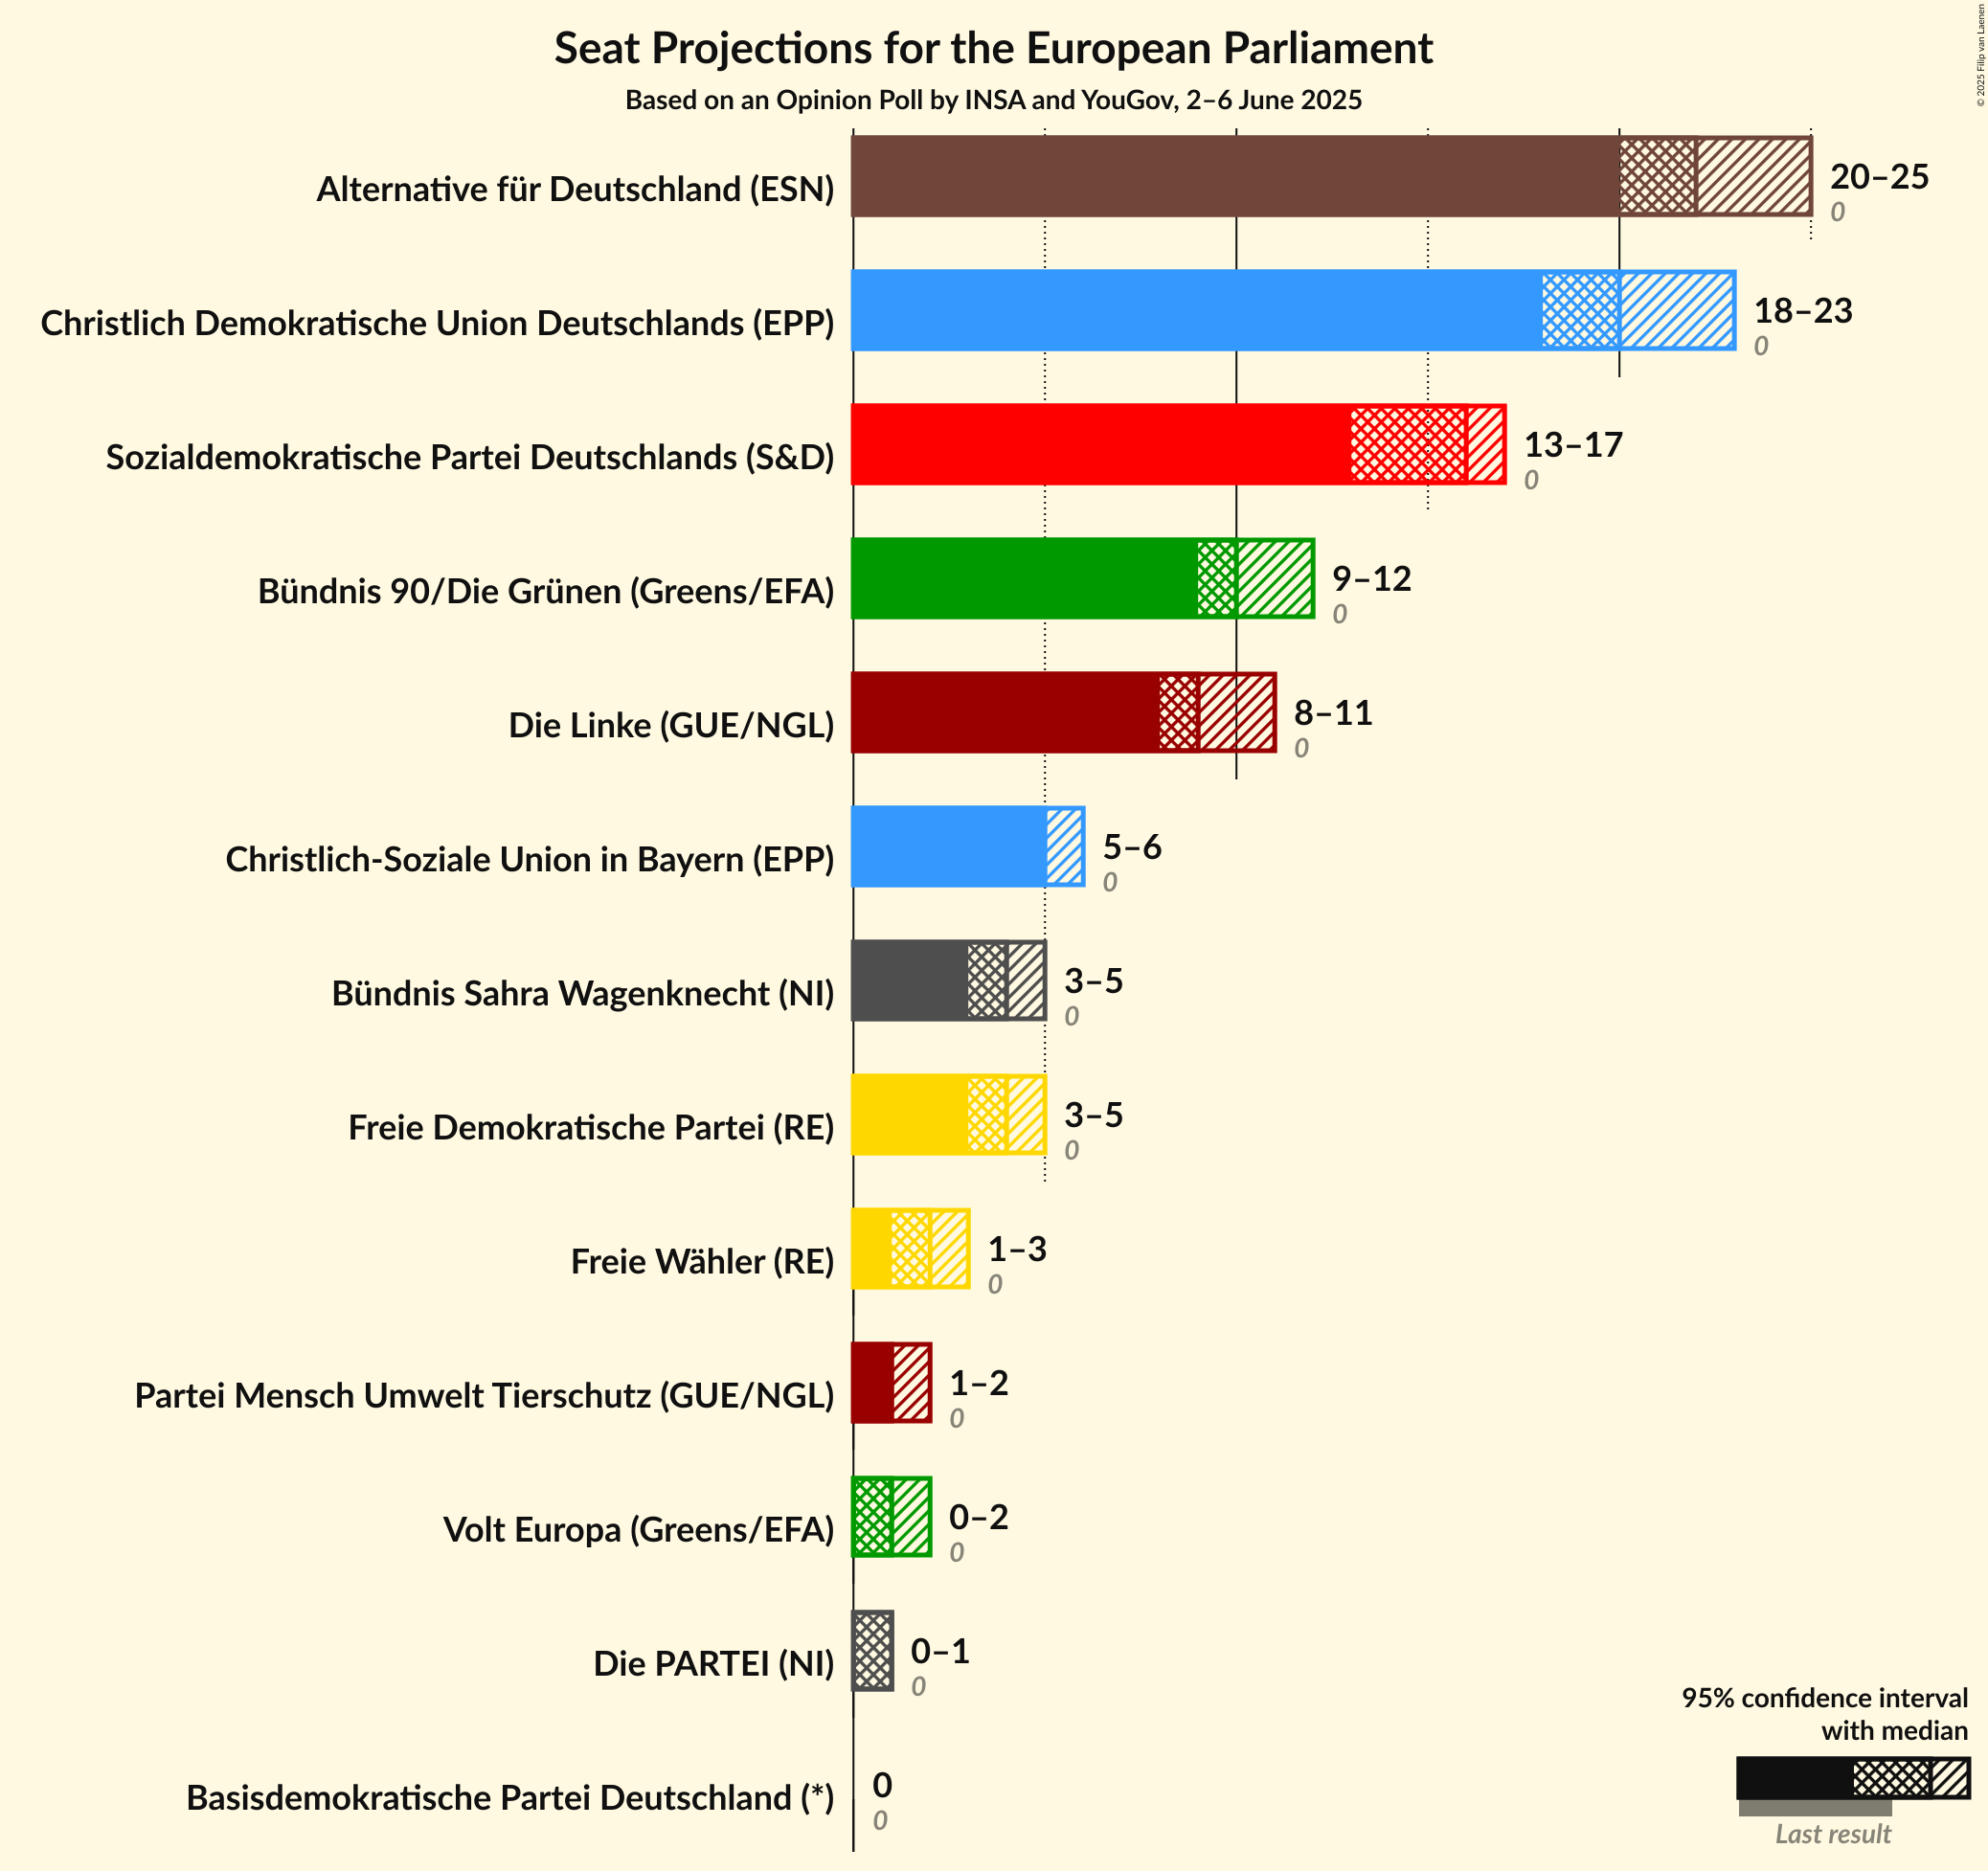 Seat Projections for the European Parliament
Based on an Opinion Poll by INSA and YouGov, 2–6 June 2025
© 2025 Filip van Laenen
Alternative für Deutschland (ESN)
20–25
0
Christlich Demokratische Union Deutschlands (EPP)
18–23
0
Sozialdemokratische Partei Deutschlands (S&D)
13–17
0
Bündnis 90/Die Grünen (Greens/EFA)
9–12
0
Die Linke (GUE/NGL)
8–11
0
Christlich-Soziale Union in Bayern (EPP)
5–6
0
Bündnis Sahra Wagenknecht (NI)
3–5
0
Freie Demokratische Partei (RE)
3–5
0
Freie Wähler (RE)
1–3
0
Partei Mensch Umwelt Tierschutz (GUE/NGL)
1–2
0
Volt Europa (Greens/EFA)
0–2
0
Die PARTEI (NI)
0–1
0
Basisdemokratische Partei Deutschland (*)
0
0
95% confidence interval
with median
Last result